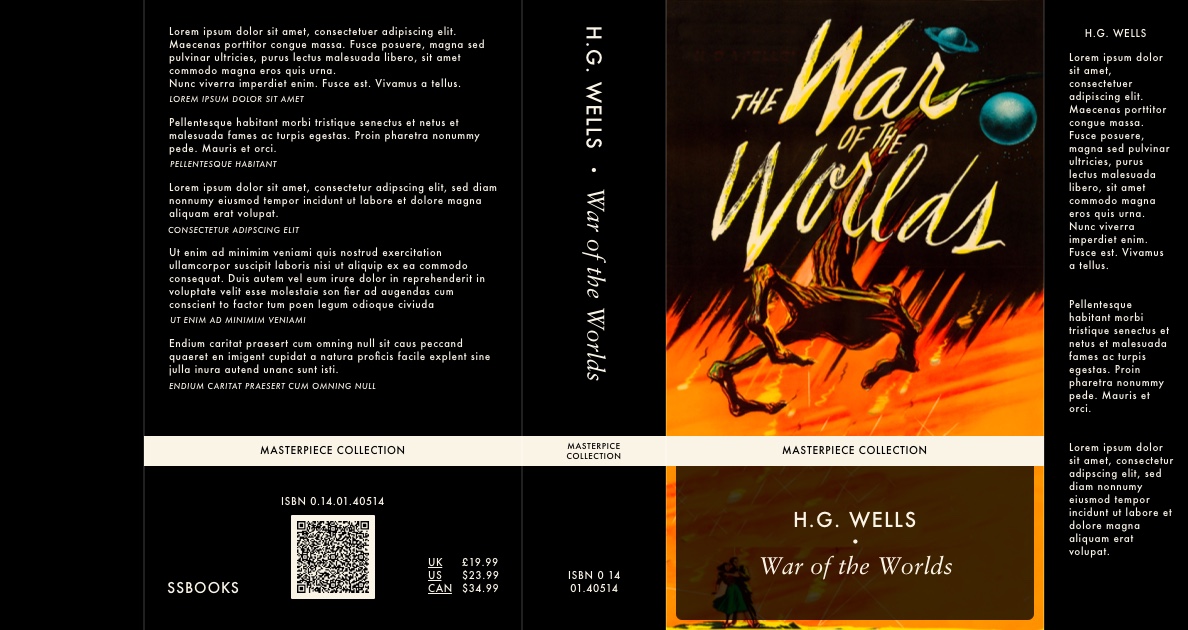 Lorem ipsum dolor sit amet, consectetuer adipiscing elit.
Maecenas porttitor congue massa. Fusce posuere, magna sed
pulvinar ultricies, purus lectus malesuada libero, sit amet
commodo magna eros quis urna.
Nunc viverra imperdiet enim. Fusce est. Vivamus a tellus.
LOREM IPSUM DOLOR SIT AMET
Pellentesque habitant morbi tristique senectus et netus et
malesuada fames ac turpis egestas. Proin pharetra nonummy
pede. Mauris et orci.
PELLENTESQUE HABITANT
Lorem ipsum dolor sit amet, consectetur adipscing elit, sed diam
nonnumy eiusmod tempor incidunt ut labore et dolore magna
aliquam erat volupat.
CONSECTETUR ADIPSCING ELIT
Ut enim ad minimim veniami quis nostrud exercitation
ullamcorpor suscipit laboris nisi ut aliquip ex ea commodo
consequat. Duis autem vel eum irure dolor in reprehenderit in
voluptate velit esse molestaie son fier ad augendas cum
conscient to factor tum poen legum odioque civiuda
UT ENIM AD MINIMIM VENIAMI
Endium caritat praesert cum omning null sit caus peccand
quaeret en imigent cupidat a natura proficis facile explent sine
julla inura autend unanc sunt isti.
ENDIUM CARITAT PRAESERT CUM OMNING NULL
MASTERPIECE COLLECTION
ISBN 0.14.01.40514
SSBOOKS
UK £19.99
US $23.99
CAN $34.99
H.G. WELLS • War of the Worlds
MASTERPICE
COLLECTION
ISBN 0 14
01.40514
THE War
OF THE
Worlds
MASTERPIECE COLLECTION
H.G. WELLS
•
War of the Worlds
H.G. WELLS
Lorem ipsum dolor
sit amet,
consectetuer
adipiscing elit.
Maecenas porttitor
congue massa.
Fusce posuere,
magna sed pulvinar
ultricies, purus
lectus malesuada
libero, sit amet
commodo magna
eros quis urna.
Nunc viverra
imperdiet enim.
Fusce est. Vivamus
a tellus.
Pellentesque
habitant morbi
tristique senectus et
netus et malesuada
fames ac turpis
egestas. Proin
pharetra nonummy
pede. Mauris et
orci.
Lorem ipsum dolor
sit amet, consectetur
adipscing elit, sed
diam nonnumy
eiusmod tempor
incidunt ut labore et
dolore magna
aliquam erat
volupat.